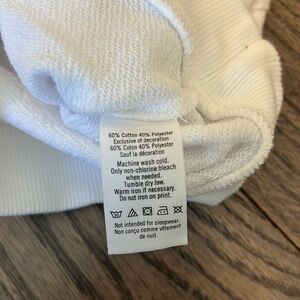 60% Cotton 40% Polyester
Exclusive of decoration
60% Coton 40% Polyester
Sauf la décoration
Machine wash cold.
Only non-chlorine bleach
when needed.
Tumble dry low.
Warm iron if necessary.
Do not iron on print.
Not intended for sleepwear.
Non conçu comme vêtement
de nuit.